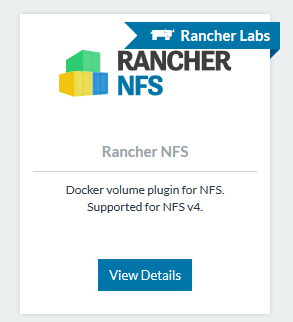 Rancher Labs
RANCHER
NFS
Rancher NFS
Docker volume plugin for NFS.
Supported for NFS v4.
View Details